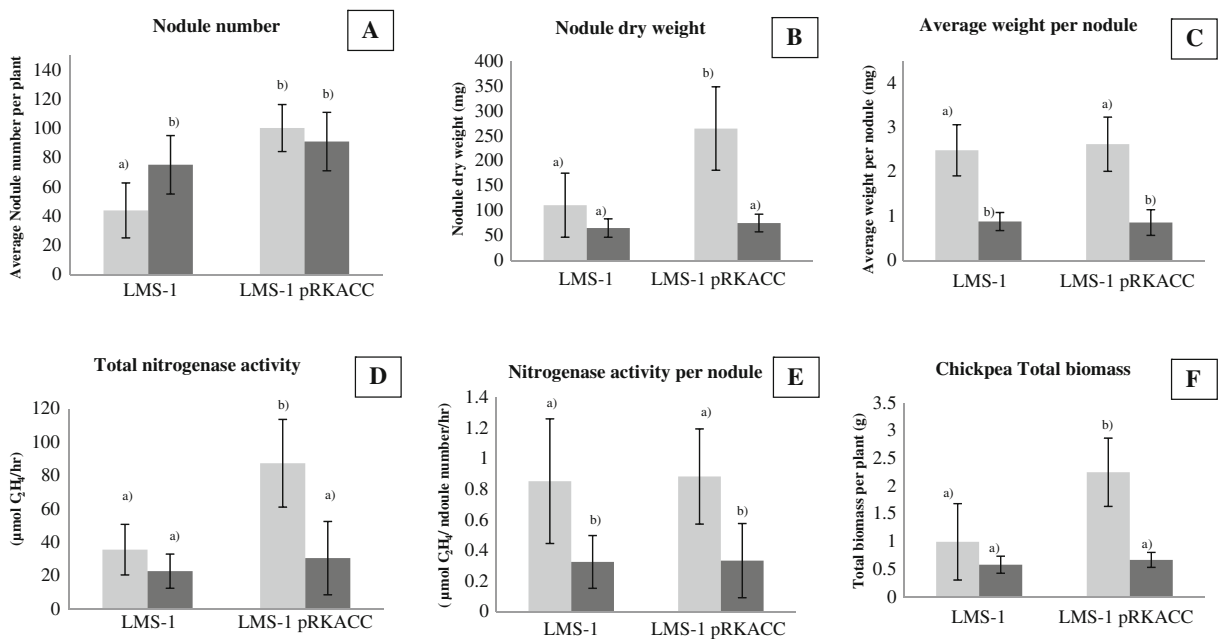 Nodule number
A
Average Nodule number per plant
140
120
100
80
60
40
20
0
a)
b)
b)
b)
LMS-1
LMS-1 pRKACC
Nodule dry weight
B
Nodule dry weight (mg)
400
350
300
250
200
150
100
50
0
a)
a)
b)
a)
LMS-1
LMS-1 pRKACC
Average weight per nodule
C
Average weight per nodule (mg)
4
3
2
1
0
a)
b)
a)
b)
LMS-1
LMS-1 pRKACC
Total nitrogenase activity
D
(µmol C₂H₄/hr)
120
100
80
60
40
20
0
a)
a)
b)
a)
LMS-1
LMS-1 pRKACC
Nitrogenase activity per nodule
E
( µmol C₂H₄/ ndoule number/hr)
1.4
1.2
1
0.8
0.6
0.4
0.2
0
a)
b)
a)
b)
LMS-1
LMS-1 pRKACC
Chickpea Total biomass
F
Total biomass per plant (g)
3.5
3
2.5
2
1.5
1
0.5
0
a)
a)
b)
a)
LMS-1
LMS-1 pRKACC